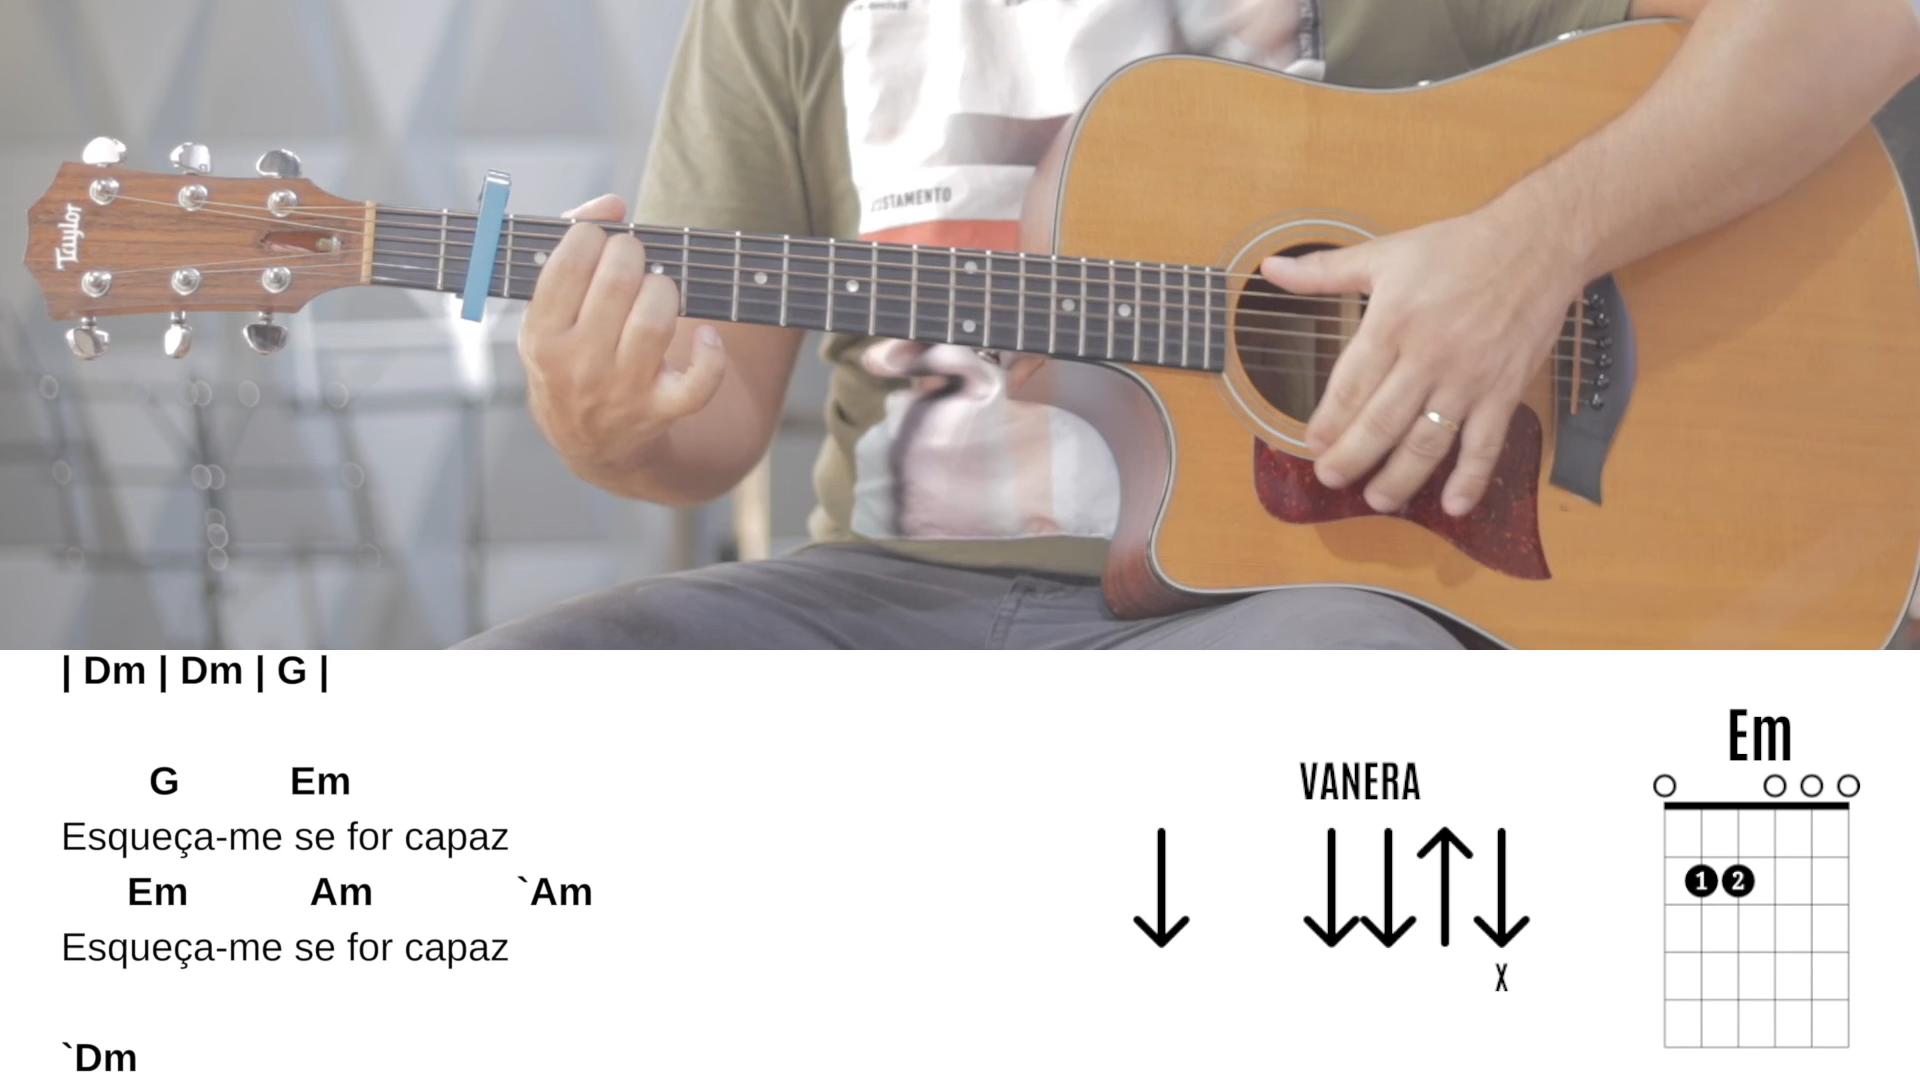 Taylor
| Dm | Dm | G |
G Em
Esqueça-me se for capaz
Em Am `Am
Esqueça-me se for capaz
`Dm
VANERA
X
Em
1 2